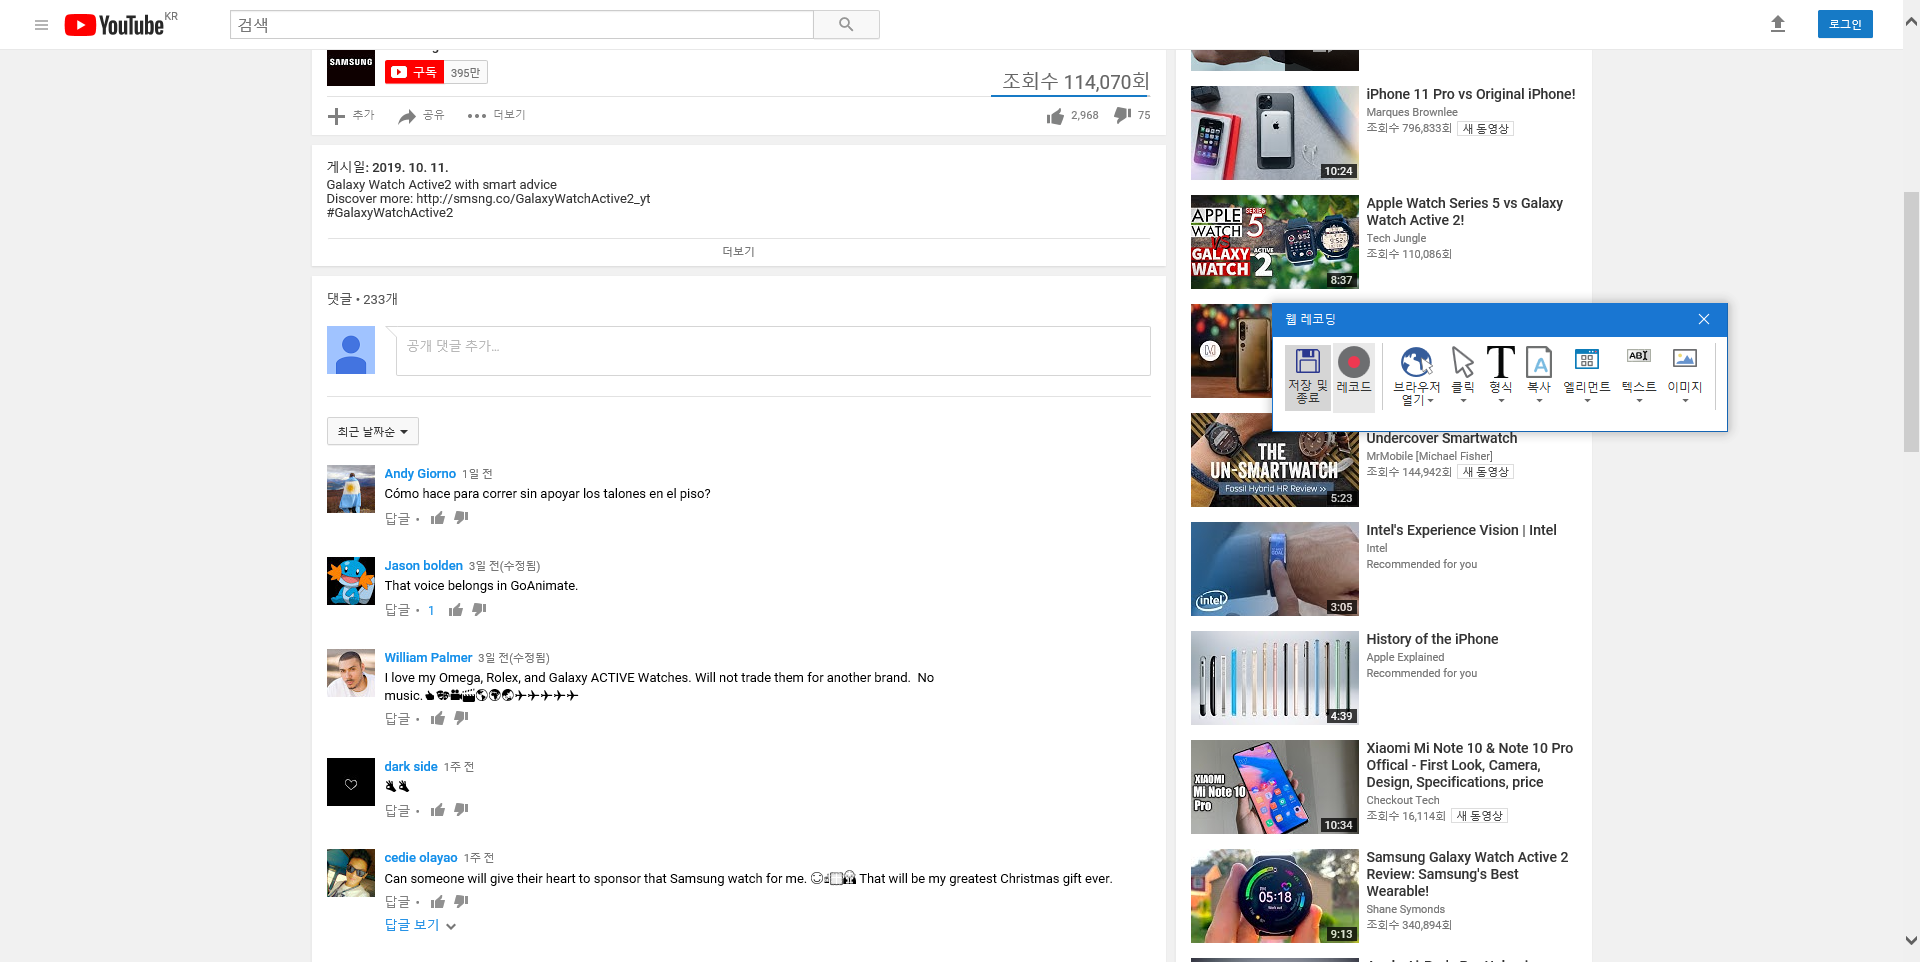 YouTube KR
검색
로그인
SAMSUNG
구독 395만
조회수 114,070회
추가 공유 더보기
2,968 75
게시일: 2019. 10. 11.
Galaxy Watch Active2 with smart advice
Discover more: http://smsng.co/GalaxyWatchActive2_yt
#GalaxyWatchActive2
더보기
댓글 • 233개
공개 댓글 추가...
최근 날짜순
Andy Giorno 1일 전
Cómo hace para correr sin apoyar los talones en el piso?
답글 •
Jason bolden 3일 전(수정됨)
That voice belongs in GoAnimate.
답글 • 1
William Palmer 3일 전(수정됨)
I love my Omega, Rolex, and Galaxy ACTIVE Watches. Will not trade them for another brand. No
music.
답글 •
dark side 1주 전
답글 •
cedie olayao 1주 전
Can someone will give their heart to sponsor that Samsung watch for me. That will be my greatest Christmas gift ever.
답글 •
답글 보기
iPhone 11 Pro vs Original iPhone!
Marques Brownlee
조회수 796,833회 새 동영상
10:24
APPLE
WATCH
SERIES
5
VS
GALAXY
WATCH
ACTIVE
2
8:37
Apple Watch Series 5 vs Galaxy
Watch Active 2!
Tech Jungle
조회수 110,086회
M
웹 레코딩
저장 및
종료
레코드
브라우저
열기
클릭
T
형식
A
복사
엘리먼트
ABI
텍스트
이미지
THE
UN-SMARTWATCH
Fossil Hybrid HR Review >>
5:23
Undercover Smartwatch
MrMobile [Michael Fisher]
조회수 144,942회 새 동영상
intel
3:05
Intel's Experience Vision | Intel
Intel
Recommended for you
4:39
History of the iPhone
Apple Explained
Recommended for you
XIAOMI
Mi Note 10
Pro
10:34
Xiaomi Mi Note 10 & Note 10 Pro
Offical - First Look, Camera,
Design, Specifications, price
Checkout Tech
조회수 16,114회 새 동영상
05:18
9:13
Samsung Galaxy Watch Active 2
Review: Samsung's Best
Wearable!
Shane Symonds
조회수 340,894회